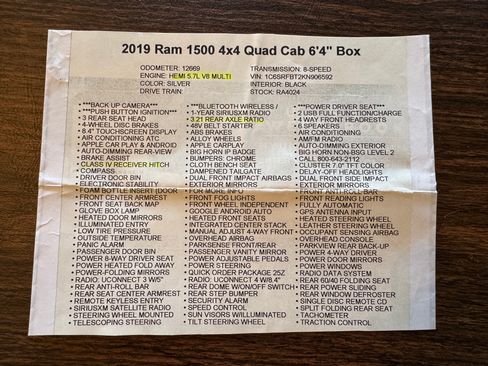 2019 Ram 1500 4x4 Quad Cab 6'4" Box
ODOMETER: 12669 TRANSMISSION: 8-SPEED
ENGINE: HEMI 5.7L V8 MULTI VIN: 1C6SRFBT2KN906592
COLOR: SILVER INTERIOR: BLACK
DRIVE TRAIN: STOCK: RA4024
• ***BACK UP CAMERA*** • ***BLUETOOTH WIRELESS / • ***POWER DRIVER SEAT***
• ***PUSH BUTTON IGNITION*** • 1-YEAR SIRIUSXM RADIO • 2 USB FULL FUNCTION/CHARGE
• 3 REAR SEAT HEAD • 3.21 REAR AXLE RATIO • 4 WAY FRONT HEADRESTS
• 4-WHEEL DISC BRAKES • 48V BELT STARTER • 6 SPEAKERS
• 8.4" TOUCHSCREEN DISPLAY • ABS BRAKES • AIR CONDITIONING
• AIR CONDITIONING ATC • ALLOY WHEELS • AM/FM RADIO
• APPLE CAR PLAY & ANDROID • APPLE CARPLAY • AUTO-DIMMING EXTERIOR
• AUTO-DIMMING REAR-VIEW • BIG HORN IP BADGE • BIG HORN NON-BSG LEVEL 2
• BRAKE ASSIST • BUMPERS: CHROME • CALL 800-643-2112
• CLASS IV RECEIVER HITCH • CLOTH BENCH SEAT • CLUSTER 7.0" TFT COLOR
• COMPASS • DAMPENED TAILGATE • DELAY-OFF HEADLIGHTS
• DRIVER DOOR BIN • DUAL FRONT IMPACT AIRBAGS • DUAL FRONT SIDE IMPACT
• ELECTRONIC STABILITY • EXTERIOR MIRRORS • EXTERIOR MIRRORS
• FOAM BOTTLE INSERT (DOOR • FOR MORE INFO • FRONT ANTI-ROLL BAR
• FRONT CENTER ARMREST • FRONT FOG LIGHTS • FRONT READING LIGHTS
• FRONT SEAT BACK MAP • FRONT WHEEL INDEPENDENT • FULLY AUTOMATIC
• GLOVE BOX LAMP • GOOGLE ANDROID AUTO • GPS ANTENNA INPUT
• HEATED DOOR MIRRORS • HEATED FRONT SEATS • HEATED STEERING WHEEL
• ILLUMINATED ENTRY • INTEGRATED CENTER STACK • LEATHER STEERING WHEEL
• LOW TIRE PRESSURE • MANUAL ADJUST 4-WAY FRONT • OCCUPANT SENSING AIRBAG
• OUTSIDE TEMPERATURE • OVERHEAD AIRBAG • OVERHEAD CONSOLE
• PANIC ALARM • PARKSENSE FRONT/REAR • PARKVIEW REAR BACK-UP
• PASSENGER DOOR BIN • PASSENGER VANITY MIRROR • POWER 4-WAY DRIVER
• POWER 8-WAY DRIVER SEAT • POWER ADJUSTABLE PEDALS • POWER DOOR MIRRORS
• POWER HEATED FOLD AWAY • POWER STEERING • POWER WINDOWS
• POWER-FOLDING MIRRORS • QUICK ORDER PACKAGE 25Z • RADIO DATA SYSTEM
• RADIO: UCONNECT 3 W/5" • RADIO: UCONNECT 4 W/8.4" • REAR 60/40 FOLDING SEAT
• REAR ANTI-ROLL BAR • REAR DOME W/ON/OFF SWITCH • REAR POWER SLIDING
• REAR SEAT CENTER ARMREST • REAR STEP BUMPER • REAR WINDOW DEFROSTER
• REMOTE KEYLESS ENTRY • SECURITY ALARM • SINGLE DISC REMOTE CD
• SIRIUSXM SATELLITE RADIO • SPEED CONTROL • SPLIT FOLDING REAR SEAT
• STEERING WHEEL MOUNTED • SUN VISORS W/ILLUMINATED • TACHOMETER
• TELESCOPING STEERING • TILT STEERING WHEEL • TRACTION CONTROL